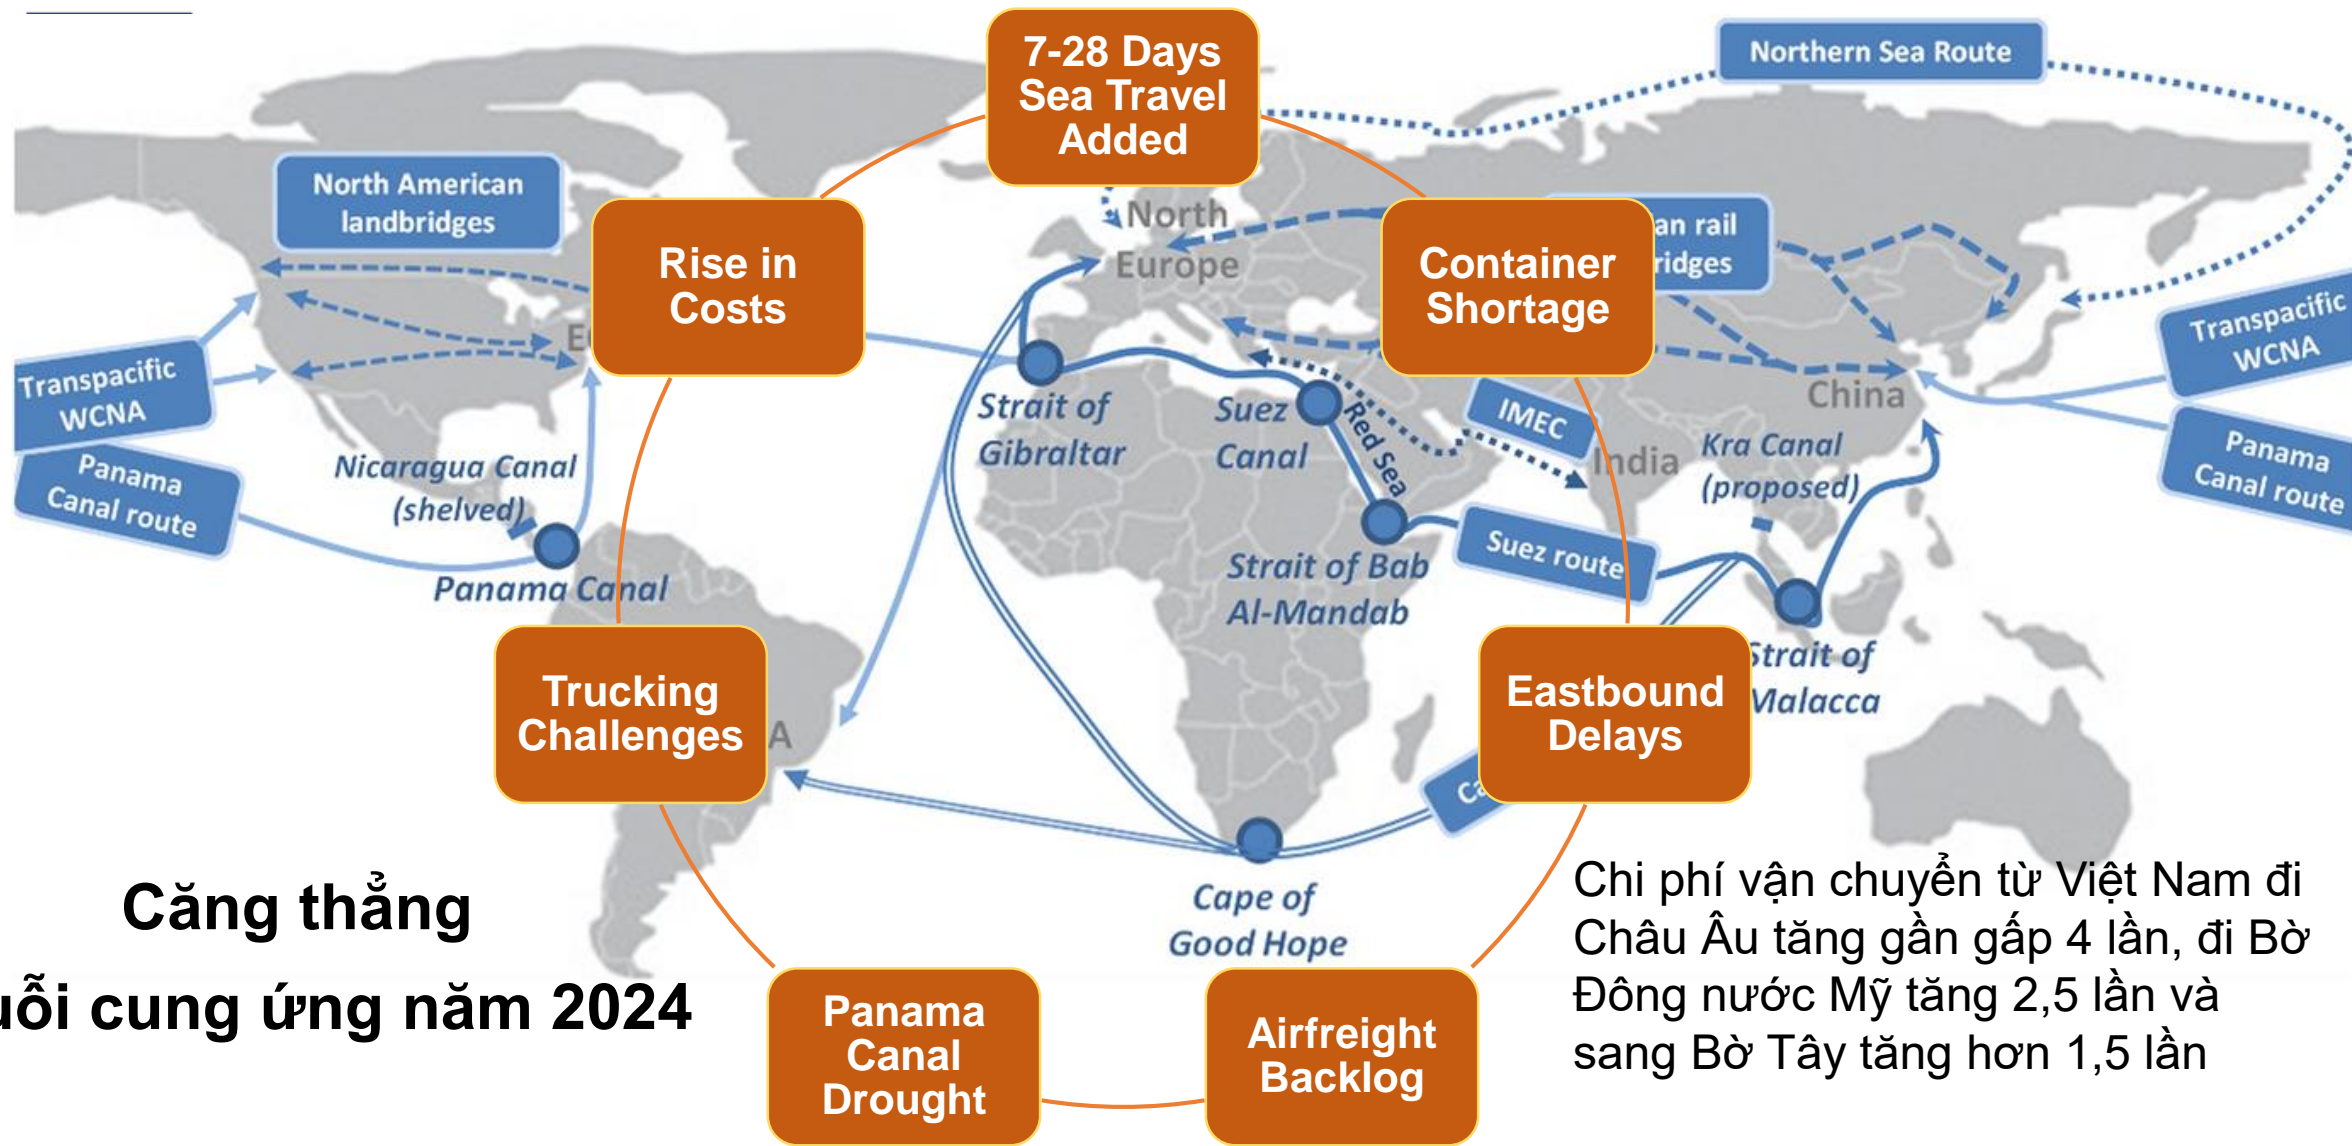 7-28 Days
Sea Travel
Added
Northern Sea Route
North American
landbridges
Rise in
Costs
North
Europe
Container
Shortage
an rail
ridges
Transpacific
WCNA
Panama
Canal route
Nicaragua Canal
(shelved)
Panama Canal
Strait of
Gibraltar
Suez
Canal
Red Sea
IMEC
India
China
Kra Canal
(proposed)
Transpacific
WCNA
Panama
Canal route
Strait of Bab
Al-Mandab
Suez route
Strait of
Malacca
Trucking
Challenges
A
Eastbound
Delays
Ca
Cape of
Good Hope
Căng thẳng
uỗi cung ứng năm 2024
Panama
Canal
Drought
Airfreight
Backlog
Chi phí vận chuyển từ Việt Nam đi
Châu Âu tăng gần gấp 4 lần, đi Bờ
Đông nước Mỹ tăng 2,5 lần và
sang Bờ Tây tăng hơn 1,5 lần